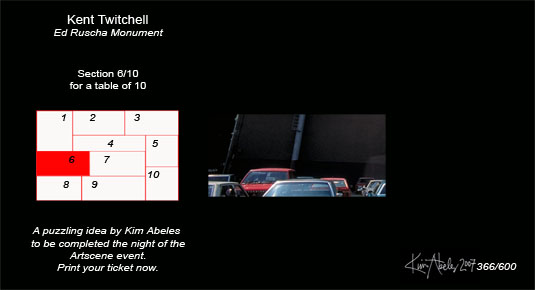 Kent Twitchell
Ed Ruscha Monument
Section 6/10
for a table of 10
1 2 3
4 5
6 7
10
8 9
A puzzling idea by Kim Abeles
to be completed the night of the
Artscene event.
Print your ticket now.
Kim Abeles 2007 366/600